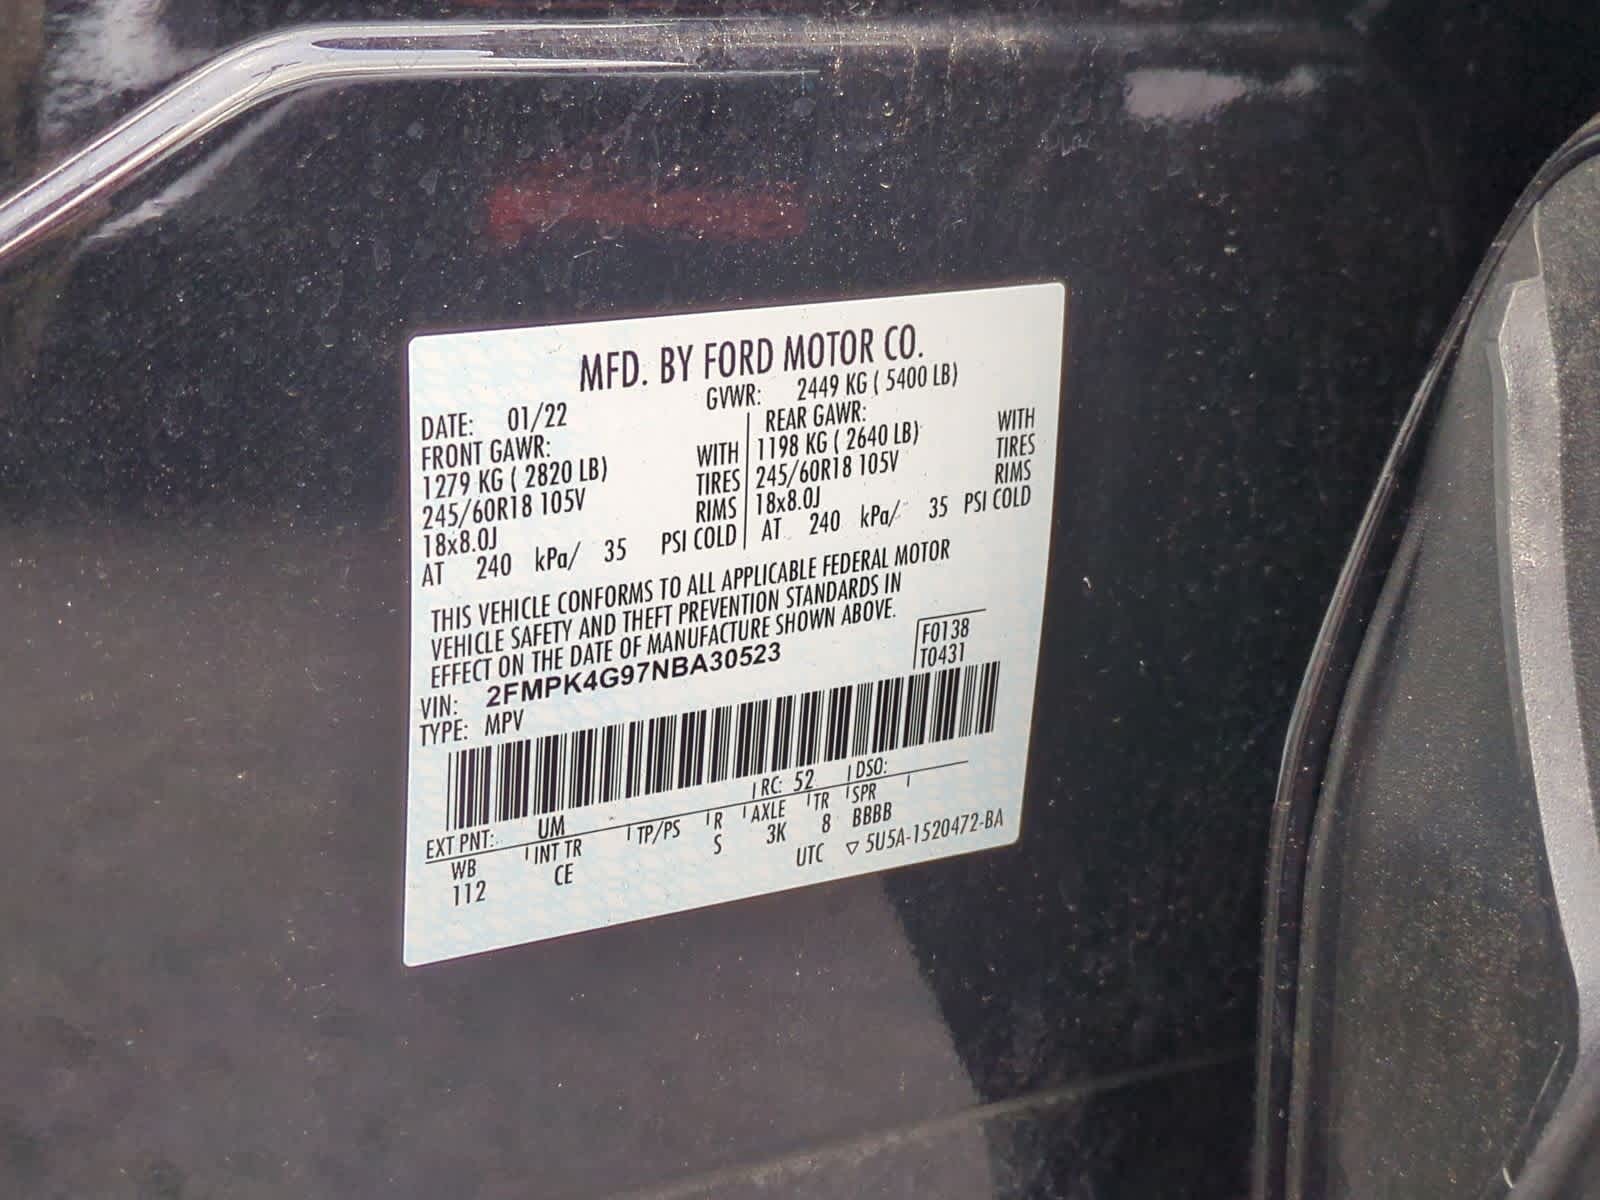 MFD. BY FORD MOTOR CO.
DATE: 01/22 GVWR: 2449 KG ( 5400 LB)
FRONT GAWR: REAR GAWR:
1279 KG ( 2820 LB) WITH 1198 KG ( 2640 LB) WITH
245/60R18 105V TIRES 245/60R18 105V TIRES
18x8.0J RIMS 18x8.0J RIMS
AT 240 kPa/ 35 PSI COLD AT 240 kPa/ 35 PSI COLD
THIS VEHICLE CONFORMS TO ALL APPLICABLE FEDERAL MOTOR
VEHICLE SAFETY AND THEFT PREVENTION STANDARDS IN
EFFECT ON THE DATE OF MANUFACTURE SHOWN ABOVE.
F0138
VIN: 2FMPK4G97NBA30523 T0431
TYPE: MPV
EXT PNT: UM RC: 52 DSO:
WB INT TR TP/PS R AXLE TR SPR
112 CE S 3K 8 BBBB
UTC ▽ 5U5A-1520472-BA